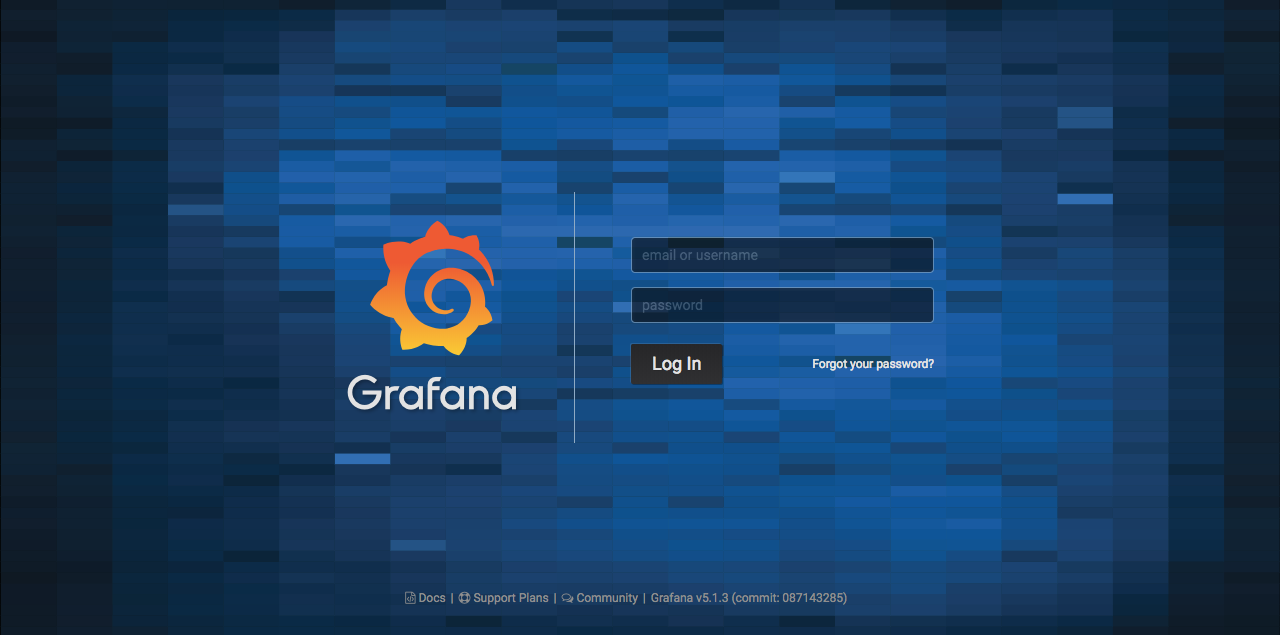 Grafana
email or username
password
Log In
Forgot your password?
Docs | Support Plans | Community | Grafana v5.1.3 (commit: 087143285)